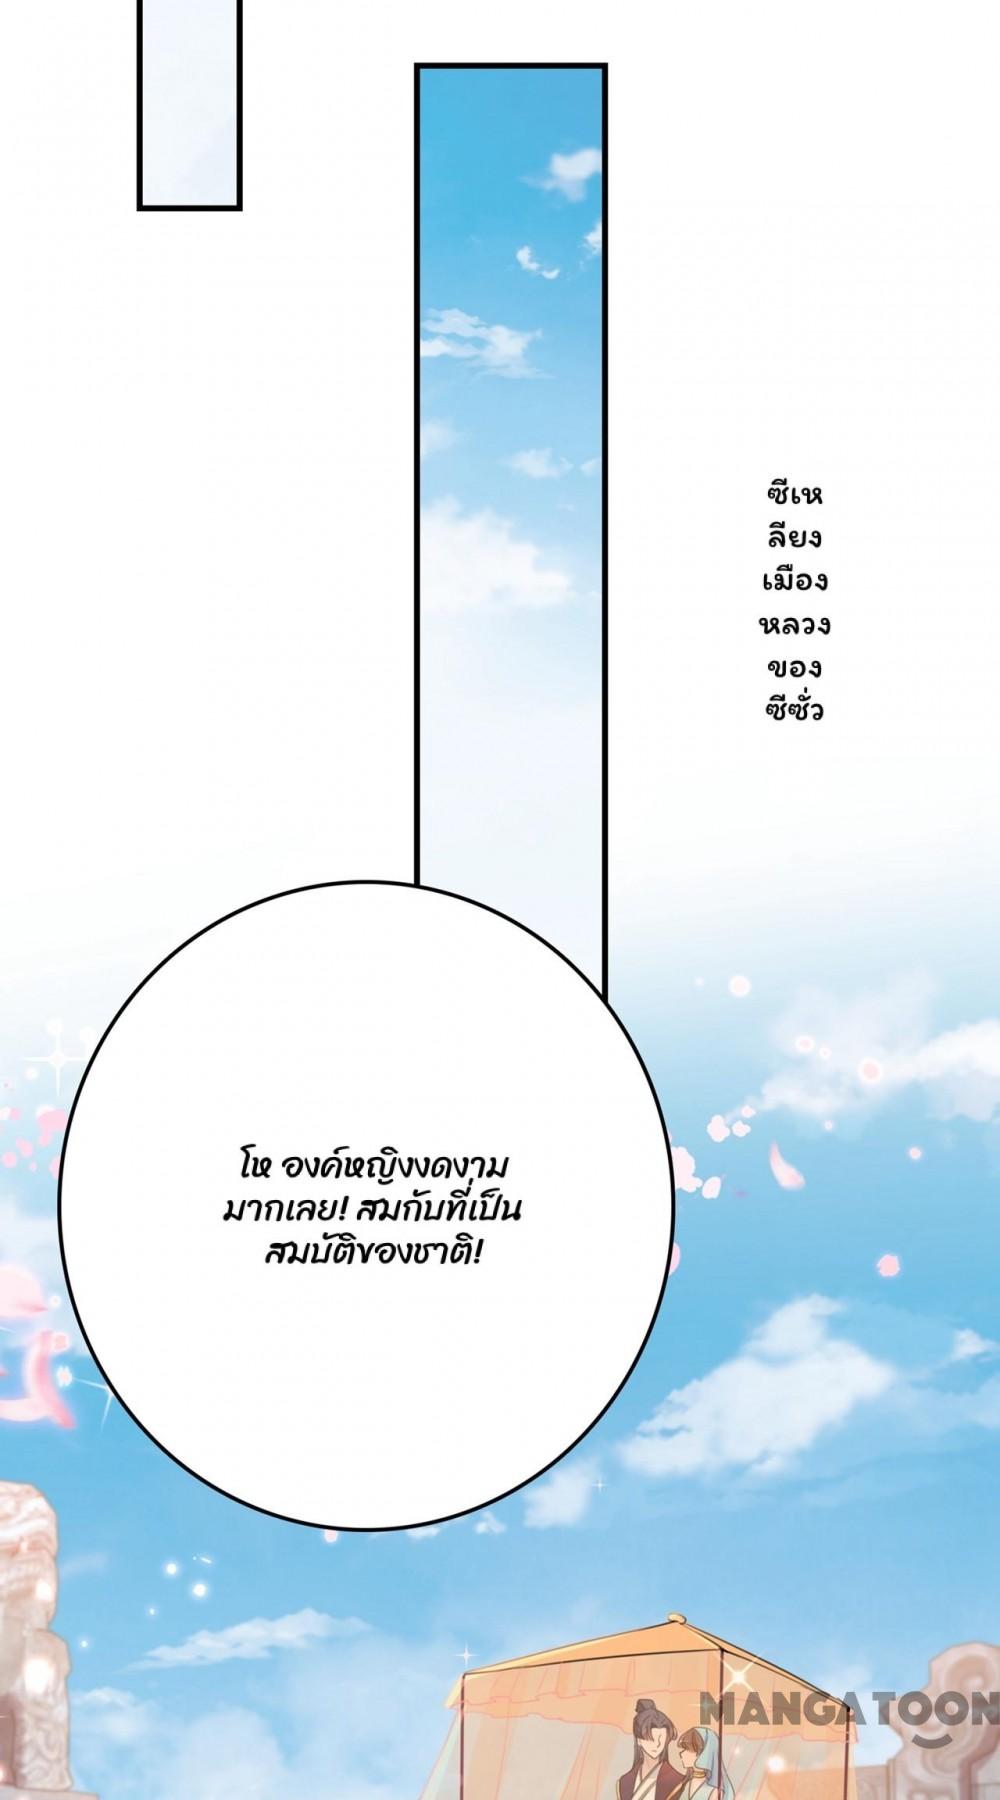 ซีเห
ลียง
เมือง
หลวง
ของ
ซีซั่ว
โห องค์หญิงงดงาม
มากเลย! สมกับที่เป็น
สมบัติของชาติ!
MANGATOON